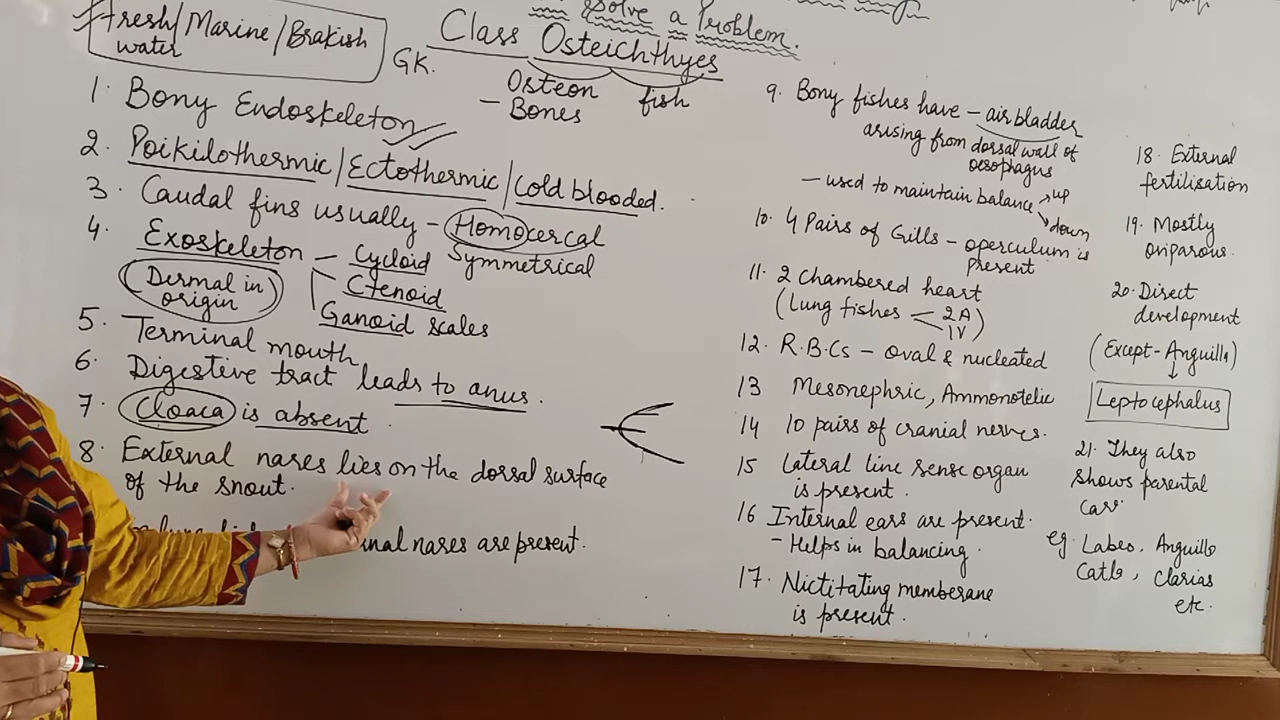 Solve a Problem.
Fresh/Marine/Brakish
water
GK.
Class Osteichthyes
Osteon
fish
– Bones
1. Bony Endoskeleton
2. Poikilothermic/Ectothermic/Cold blooded.
3. Caudal fins usually – Homocercal
Symmetrical
4. Exoskeleton – Cycloid
Ctenoid
Ganoid scales
(Dermal in
origin)
5. Terminal mouth
6. Digestive tract leads to anus.
7. Cloaca is absent.
8. External nares lies on the dorsal surface
of the snout.
nares are present.
9. Bony fishes have – air bladder
arising from dorsal wall of
oesophagus
– used to maintain balance → up
→ down
10. 4 Pairs of Gills – operculum is
present
11. 2 chambered heart
(Lung fishes 2A
1V)
12. R.B.Cs – oval & nucleated
13 Mesonephric, Ammonotelic
14 10 pairs of cranial nerves.
15 Lateral line sense organ
is present.
16 Internal ears are present.
– Helps in balancing.
17. Nictitating memberane
is present.
18. External
fertilisation
19. Mostly
oviparous.
20. Direct
development
(Except – Anguilla)
↓
Leptocephalus
21. They also
shows parental
care
eg. Labeo, Anguilla
Catla, Clarias
etc.